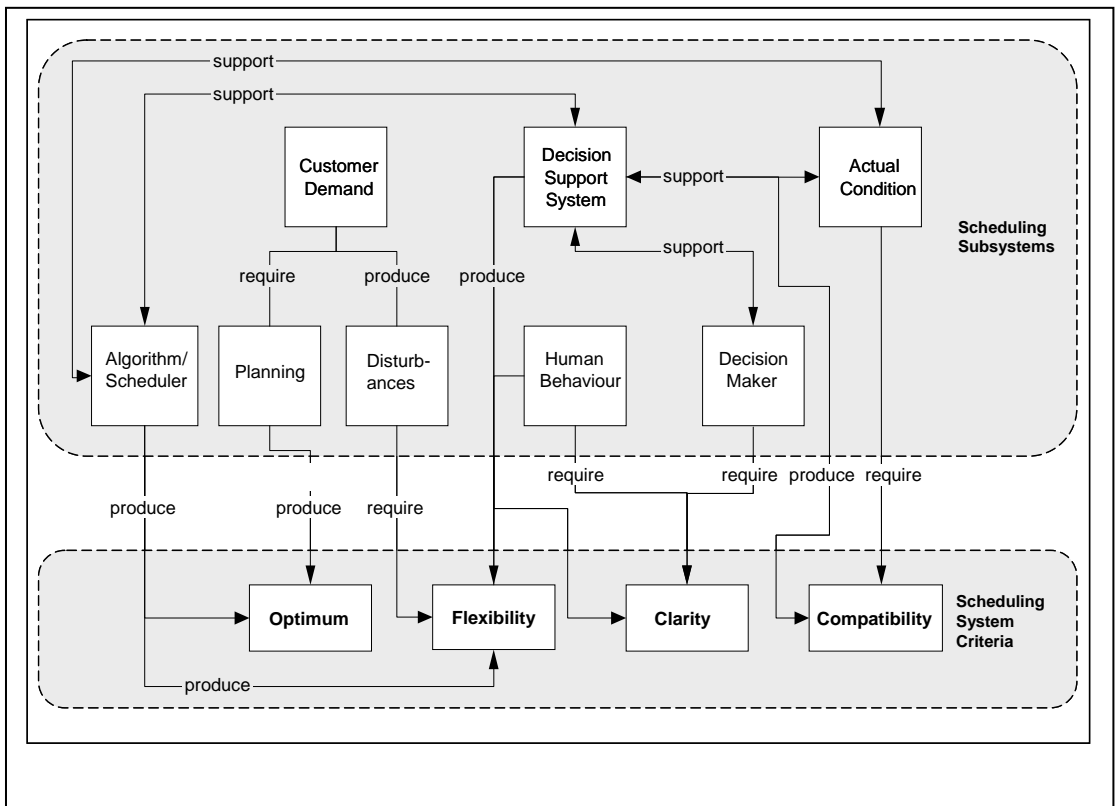 support
support
Customer
Demand
Decision
Support
System
support
Actual
Condition
Scheduling
Subsystems
support
require
produce
produce
Algorithm/
Scheduler
Planning
Disturb-
ances
Human
Behaviour
Decision
Maker
require
require
produce
require
produce
produce
require
Optimum
Flexibility
Clarity
Compatibility
Scheduling
System
Criteria
produce